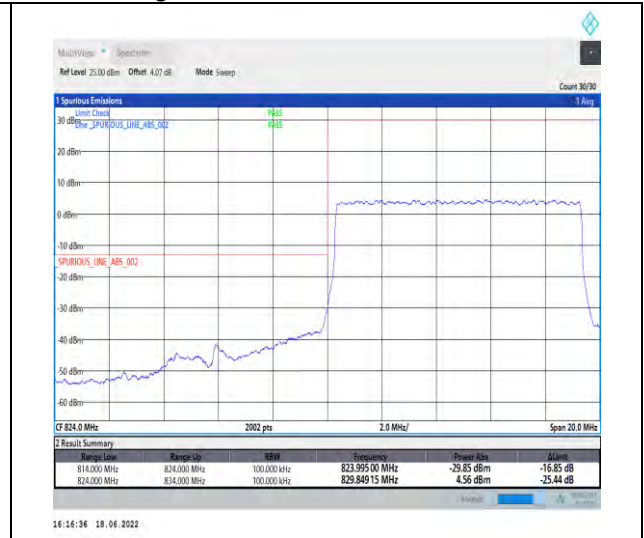 MultiView Spectrum
Ref Level 25.00 dBm Offset 4.07 dB Mode Sweep
Count 30/30
1 Spurious Emissions 1 Avg
Limit Check PASS
30 dBm
Line _SPURIOUS_LINE_ABS_002 PASS
20 dBm
10 dBm
0 dBm
-10 dBm
SPURIOUS_LINE_ABS_002
-20 dBm
-30 dBm
-40 dBm
-50 dBm
-60 dBm
CF 824.0 MHz 2002 pts 2.0 MHz/ Span 20.0 MHz
2 Result Summary
Range Low Range Up RBW Frequency Power Abs ΔLimit
814.000 MHz 824.000 MHz 100.000 kHz 823.99500 MHz -29.85 dBm -16.85 dB
824.000 MHz 834.000 MHz 100.000 kHz 829.84915 MHz 4.56 dBm -25.44 dB
16:16:36 18.06.2022